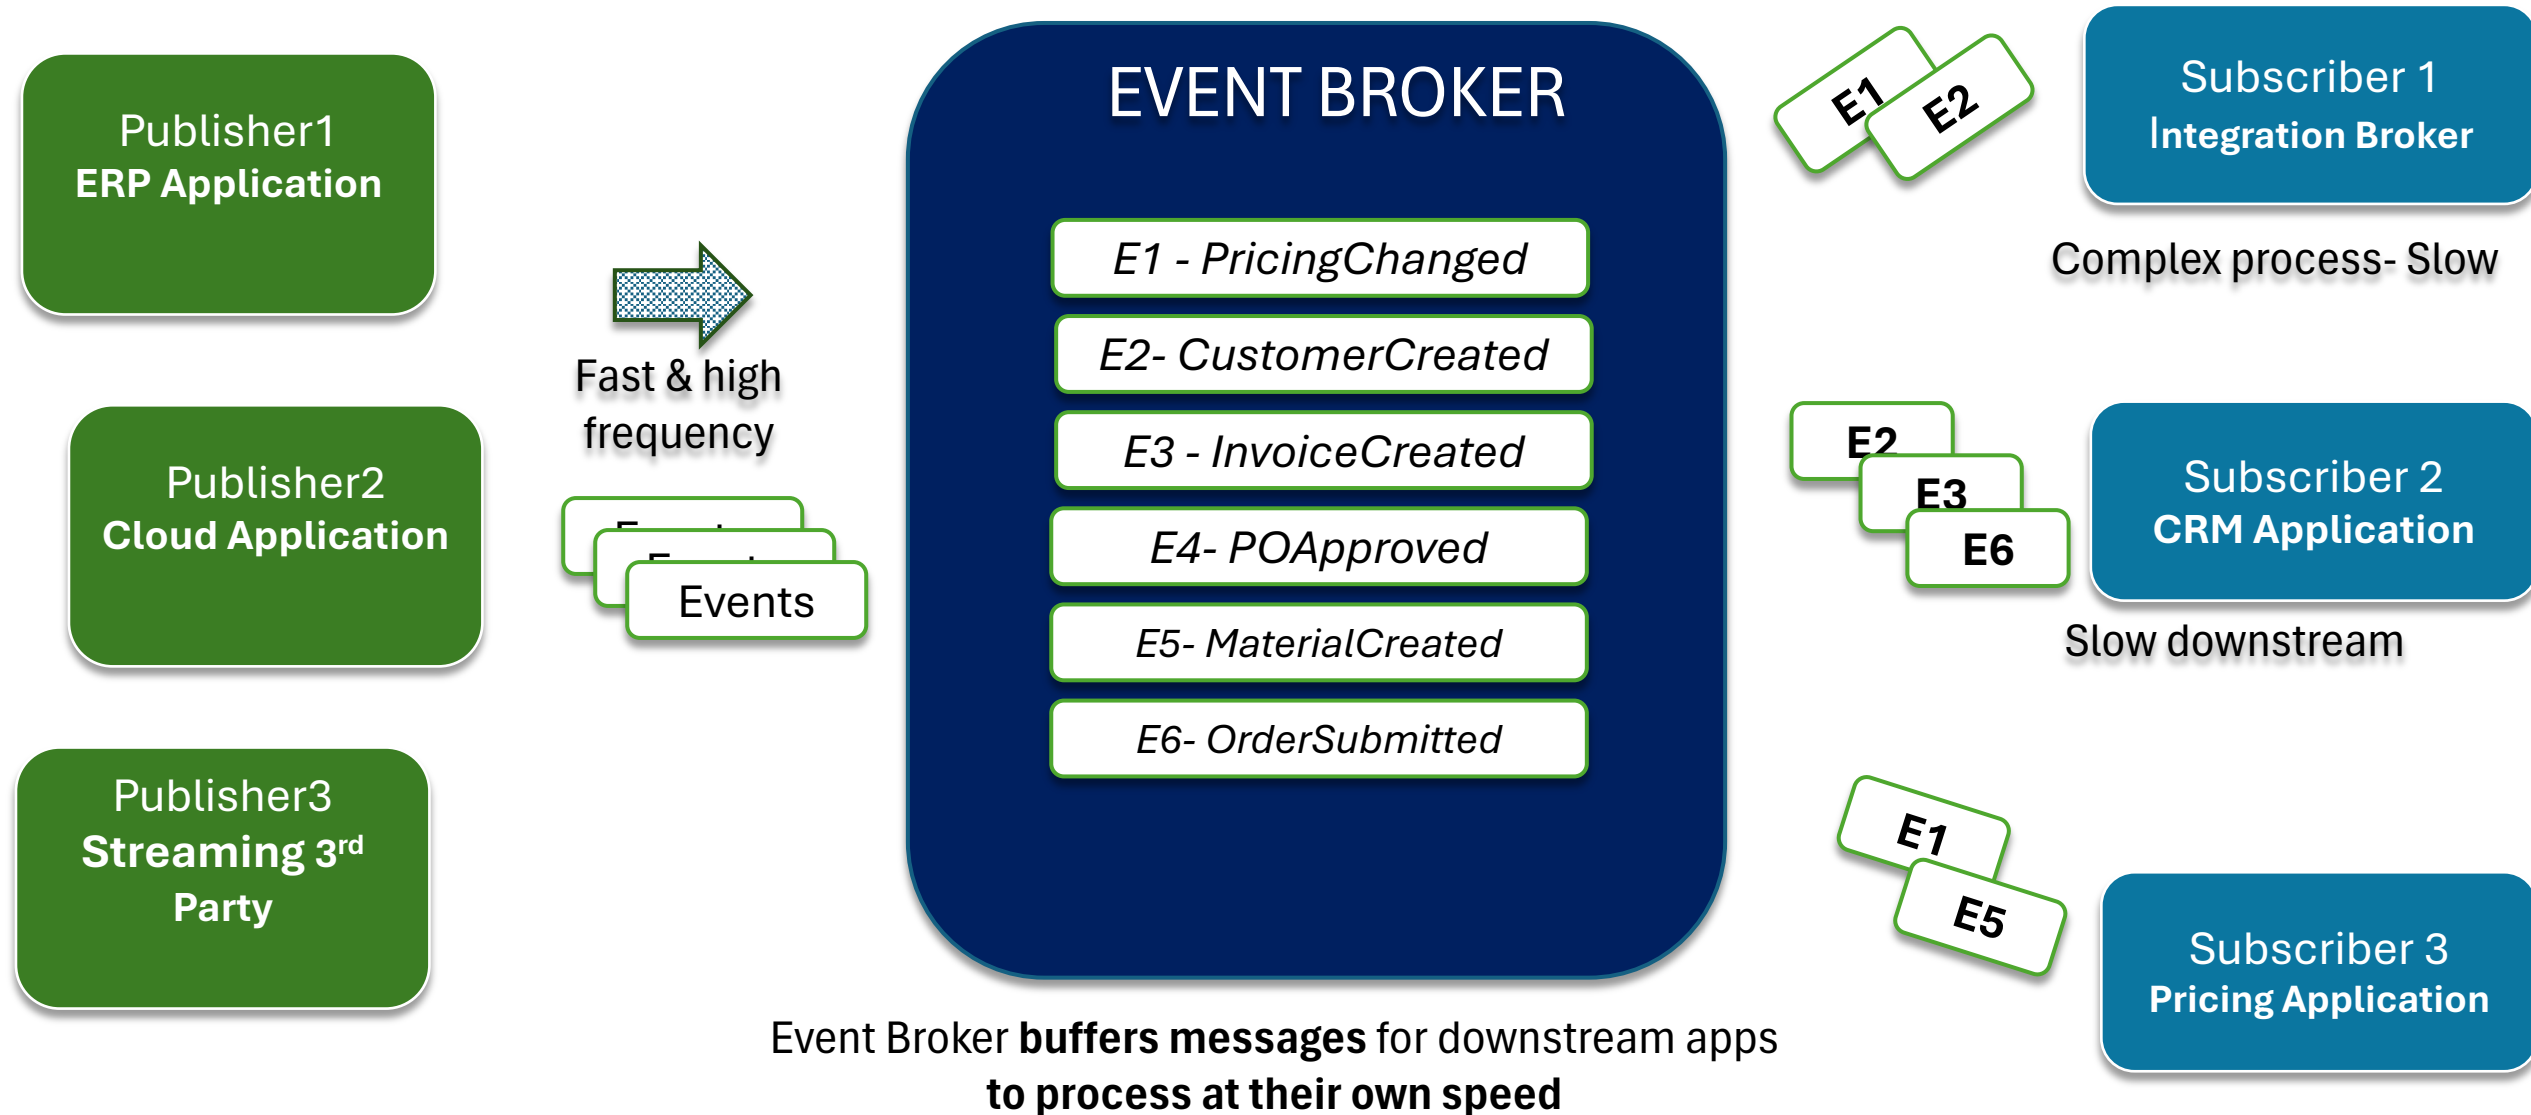 Publisher1
ERP Application
Publisher2
Cloud Application
Publisher3
Streaming 3rd
Party
Fast & high
frequency
Events
Events
Events
EVENT BROKER
E1 - PricingChanged
E2- CustomerCreated
E3 - InvoiceCreated
E4- POApproved
E5- MaterialCreated
E6- OrderSubmitted
Event Broker buffers messages for downstream apps
to process at their own speed
E1
E2
Subscriber 1
Integration Broker
Complex process- Slow
E2
E3
E6
Subscriber 2
CRM Application
Slow downstream
E1
E5
Subscriber 3
Pricing Application